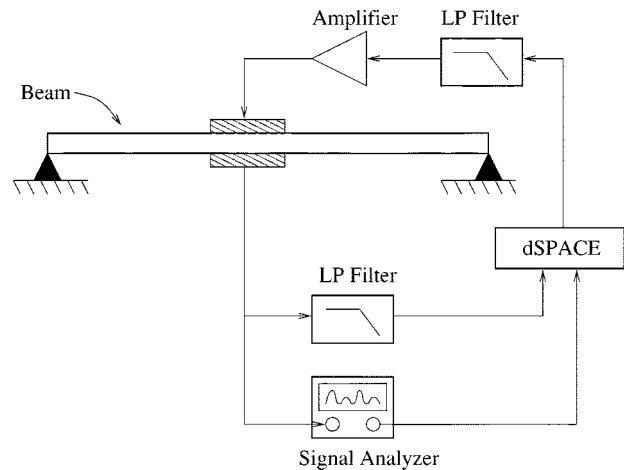 Amplifier
LP Filter
Beam
dSPACE
LP Filter
Signal Analyzer